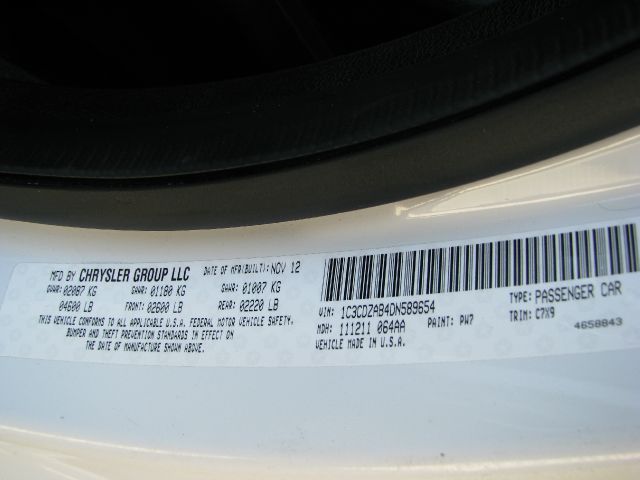 MFD BY CHRYSLER GROUP LLC DATE OF MFR(BUILT): NOV 12
GVWR: 02087 KG GAWR: 01180 KG GAWR: 01007 KG
04600 LB FRONT: 02600 LB REAR: 02220 LB
THIS VEHICLE CONFORMS TO ALL APPLICABLE U.S.A. FEDERAL MOTOR VEHICLE SAFETY.
BUMPER AND THEFT PREVENTION STANDARDS IN EFFECT ON
THE DATE OF MANUFACTURE SHOWN ABOVE.
VIN: 1C3CDZAB4DN589654 TYPE: PASSENGER CAR
MDH: 111211 064AA PAINT: PW7 TRIM: C7X9
VEHICLE MADE IN U.S.A. 4658843